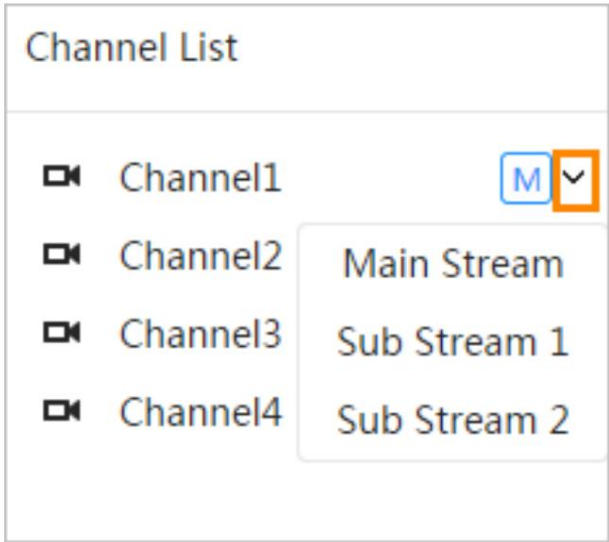 Channel List
Channel1 M
Channel2
Main Stream
Channel3
Sub Stream 1
Channel4
Sub Stream 2